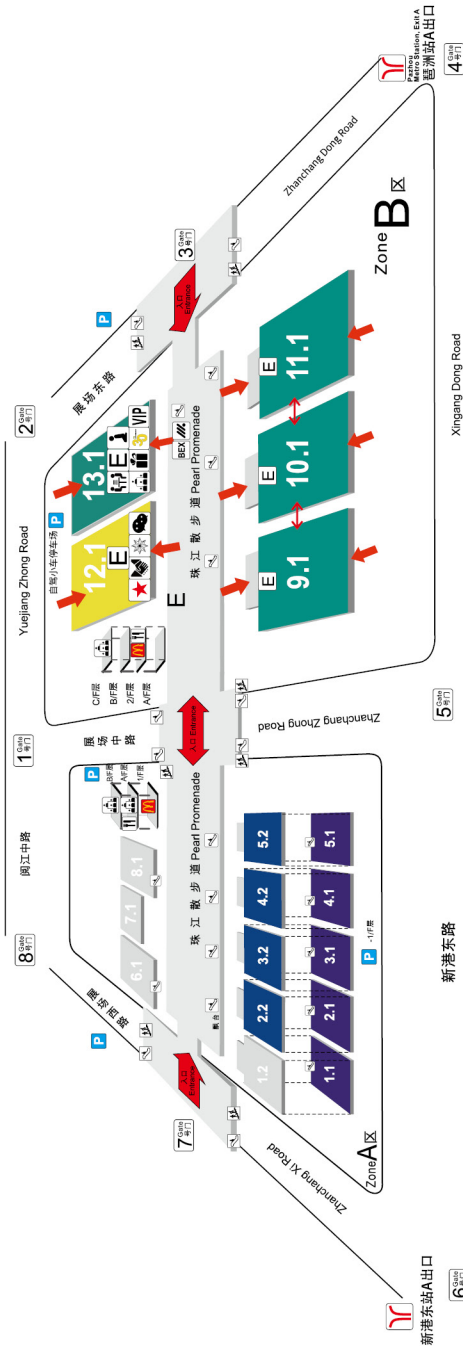 Yuejiang Zhong Road
阅江中路
8 Gate
号门
1 Gate
号门
2 Gate
号门
展场西路
展场中路
展场东路
自驾小车停车场 P
P
P
P
6.1
7.1
8.1
B/F层
A/F层
1/F层
C/F层
B/F层
2/F层
A/F层
12.1
E
13.1
E
VIP
BEX
E
7 Gate
号门
3 Gate
号门
入口
Entrance
入口 Entrance
入口
Entrance
飘台
珠江散步道 Pearl Promenade
珠江散步道 Pearl Promenade
Zhanchang Xi Road
Zhanchang Zhong Road
Zhanchang Dong Road
1.2
2.2
3.2
4.2
5.2
1.1
2.1
3.1
4.1
5.1
P -1/F层
E
9.1
E
10.1
E
11.1
Zone A 区
Zone B 区
新港东路
Xingang Dong Road
新港东站A出口
Pazhou
Metro Station, Exit A
琶洲站A出口
6 Gate
号门
5 Gate
号门
4 Gate
号门